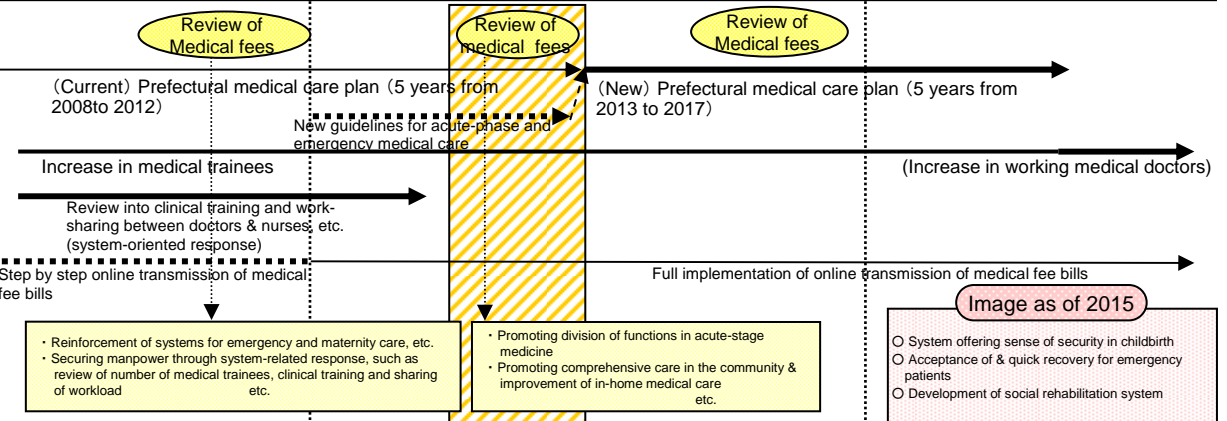 Review of
Medical fees
Review of
medical fees
Review of
Medical fees
（Current）Prefectural medical care plan（5 years from
2008to 2012）
（New）Prefectural medical care plan（5 years from
2013 to 2017）
New guidelines for acute-phase and
emergency medical care
Increase in medical trainees
(Increase in working medical doctors)
Review into clinical training and work-
sharing between doctors & nurses, etc.
(system-oriented response)
Step by step online transmission of medical
fee bills
Full implementation of online transmission of medical fee bills
・Reinforcement of systems for emergency and maternity care, etc.
・Securing manpower through system-related response, such as
review of number of medical trainees, clinical training and sharing
of workload etc.
・Promoting division of functions in acute-stage
medicine
・Promoting comprehensive care in the community &
improvement of in-home medical care
etc.
Image as of 2015
○ System offering sense of security in childbirth
○ Acceptance of & quick recovery for emergency
patients
○ Development of social rehabilitation system